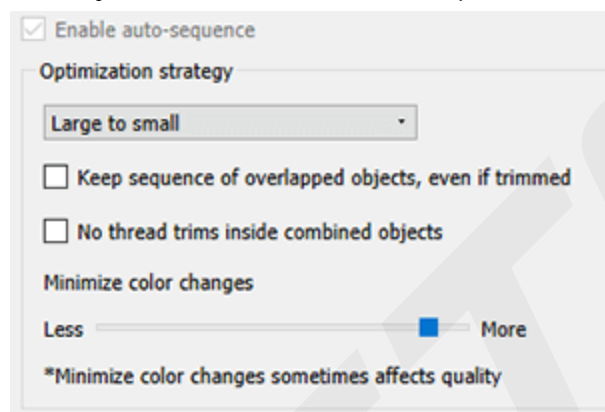 Enable auto-sequence
Optimization strategy
Large to small
Keep sequence of overlapped objects, even if trimmed
No thread trims inside combined objects
Minimize color changes
Less More
*Minimize color changes sometimes affects quality